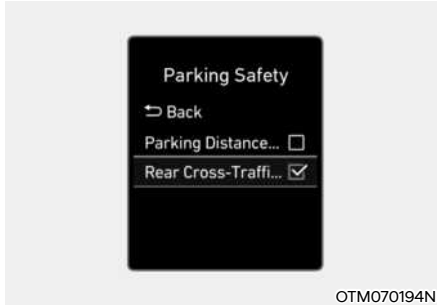 Parking Safety
Back
Parking Distance...
Rear Cross-Traffi...
OTM070194N